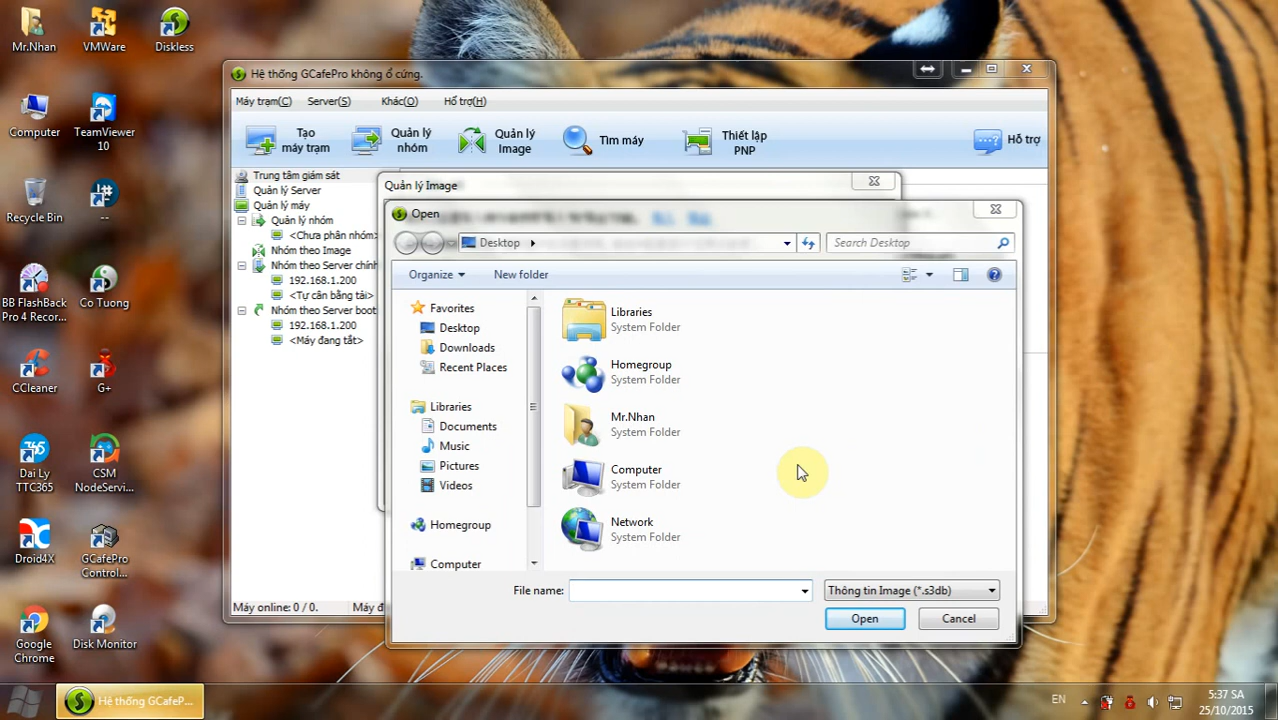 Mr.Nhan
VMWare
Diskless
Computer
TeamViewer
10
Recycle Bin
--
BB FlashBack
Pro 4 Recor...
Co Tuong
CCleaner
G+
Dai Ly
TTC365
CSM
NodeServi...
Droid4X
GCafePro
Control...
Google
Chrome
Disk Monitor
Hệ thống GCafePro không ổ cứng.
Máy trạm(C)
Server(S)
Khác(O)
Hỗ trợ(H)
Tạo
máy trạm
Quản lý
nhóm
Quản lý
Image
Tìm máy
Thiết lập
PNP
Hỗ trợ
Trung tâm giám sát
Quản lý Server
Quản lý máy
Quản lý nhóm
<Chưa phân nhóm>
Nhóm theo Image
Nhóm theo Server chính
192.168.1.200
<Tự cân bằng tải>
Nhóm theo Server boot
192.168.1.200
<Máy đang tắt>
Máy online: 0 / 0.
Máy đ
Quản lý Image
Open
Desktop
Search Desktop
Organize
New folder
Favorites
Desktop
Downloads
Recent Places
Libraries
Documents
Music
Pictures
Videos
Homegroup
Computer
Libraries
System Folder
Homegroup
System Folder
Mr.Nhan
System Folder
Computer
System Folder
Network
System Folder
File name:
Thông tin Image (*.s3db)
Open
Cancel
Hệ thống GCafeP...
EN
5:37 SA
25/10/2015